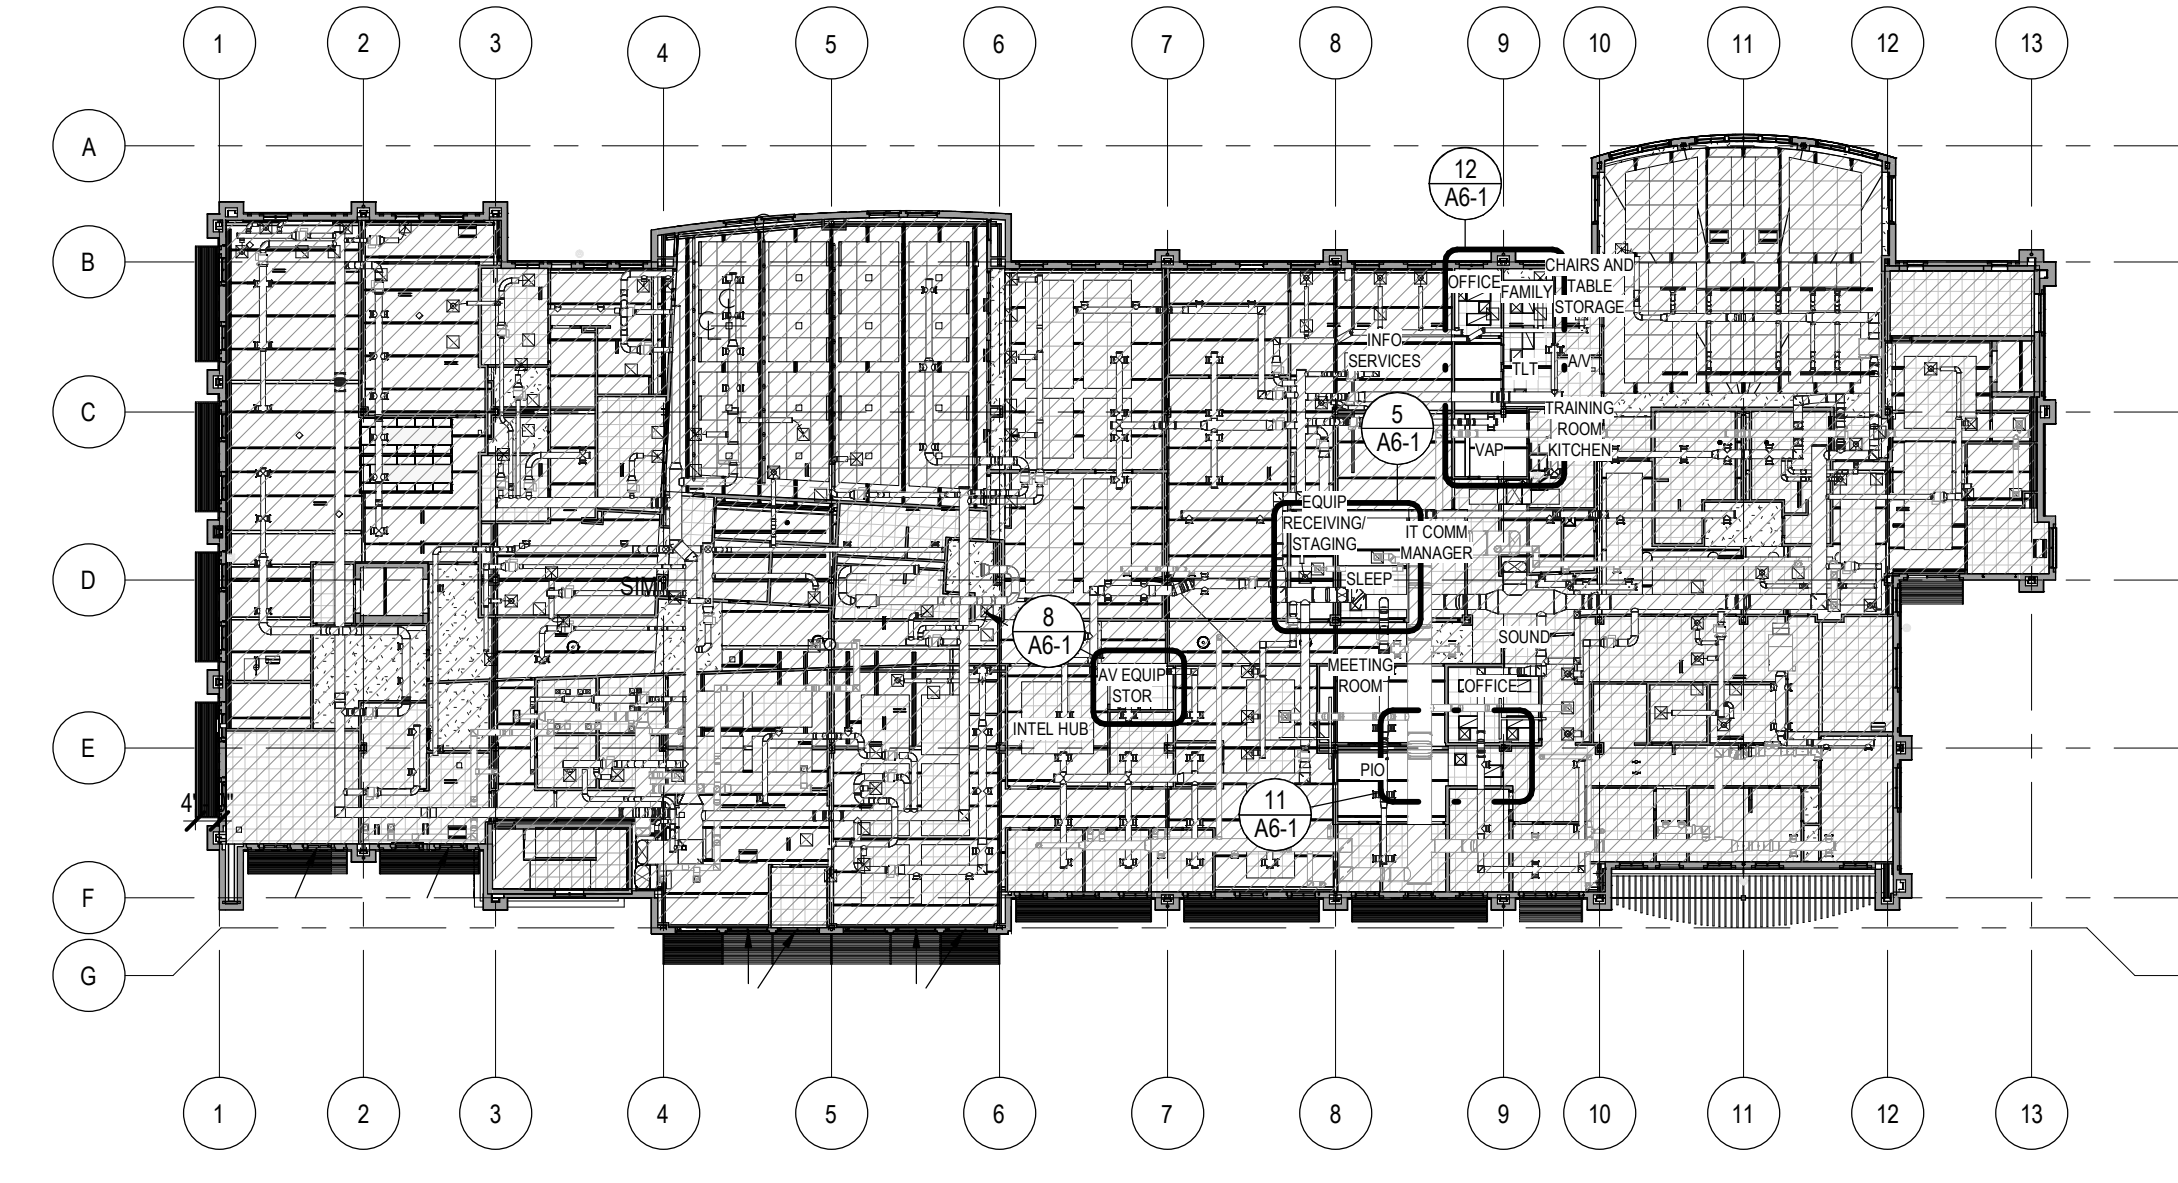 1 2 3 4 5 6 7 8 9 10 11 12 13
A
12
A6-1
B
OFFICE
FAMILY
CHAIRS AND
TABLE
STORAGE
INFO
SERVICES
TLT
A/V
C
5
A6-1
TRAINING
ROOM
KITCHEN
VAP
EQUIP
RECEIVING/
STAGING
IT COMM
MANAGER
D
SIM
SLEEP
8
A6-1
SOUND
MEETING
ROOM
AV EQUIP
STOR
OFFICE
INTEL HUB
E
PIO
11
A6-1
F
G
1 2 3 4 5 6 7 8 9 10 11 12 13